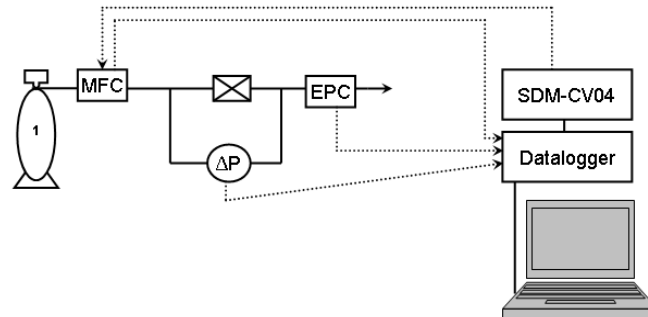 MFC
EPC
SDM-CV04
1
Datalogger
ΔP